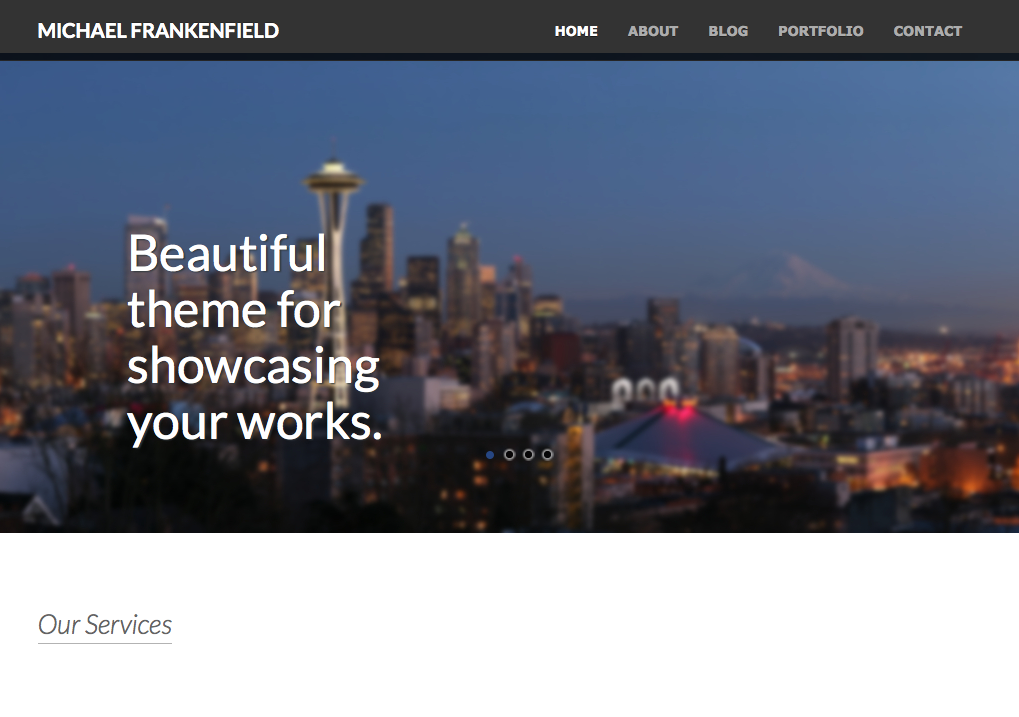 MICHAEL FRANKENFIELD
HOME ABOUT BLOG PORTFOLIO CONTACT
Beautiful
theme for
showcasing
your works.
Our Services